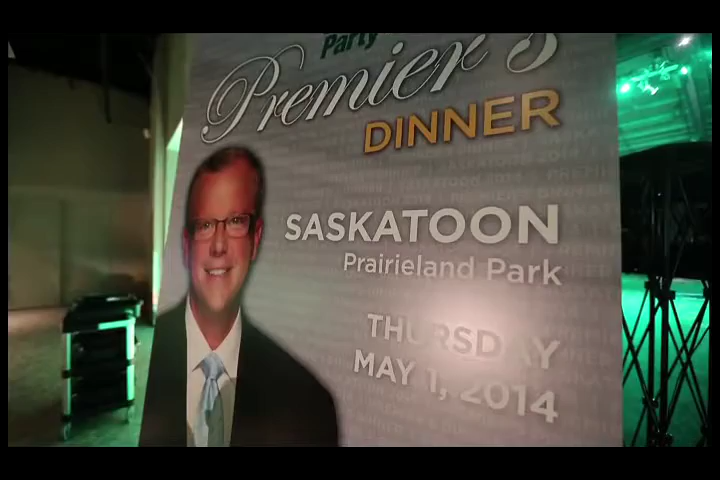 Party
Premier's
DINNER
SASKATOON
Prairieland Park
THURSDAY
MAY 1, 2014